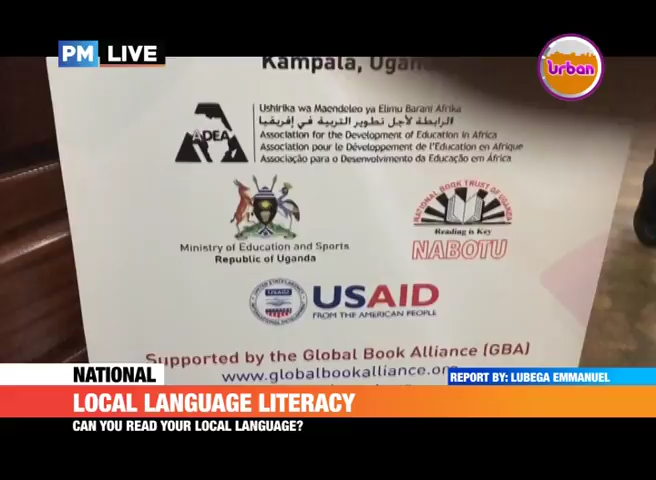 PM LIVE
urban
Kampala, Ugan
Ushirika wa Maendeleo ya Elimu Barani Afrika
الرابطة لأجل تطوير التربية في إفريقيا
Association for the Development of Education in Africa
Association pour le Développement de l'Education en Afrique
Associação para o Desenvolvimento da Educação em África
ADEA
Ministry of Education and Sports
Republic of Uganda
NATIONAL BOOK TRUST OF UGANDA
Reading is Key
NABOTU
USAID
USAID
FROM THE AMERICAN PEOPLE
Supported by the Global Book Alliance (GBA)
www.globalbookalliance.org
NATIONAL
REPORT BY: LUBEGA EMMANUEL
LOCAL LANGUAGE LITERACY
CAN YOU READ YOUR LOCAL LANGUAGE?